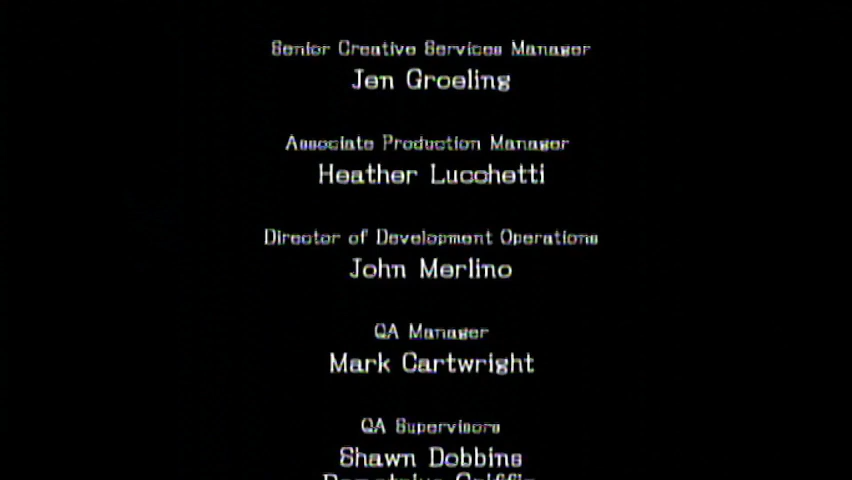 Senior Creative Services Manager
Jen Groeling
Associate Production Manager
Heather Lucchetti
Director of Development Operations
John Merlino
QA Manager
Mark Cartwright
QA Supervisors
Shawn Dobbins